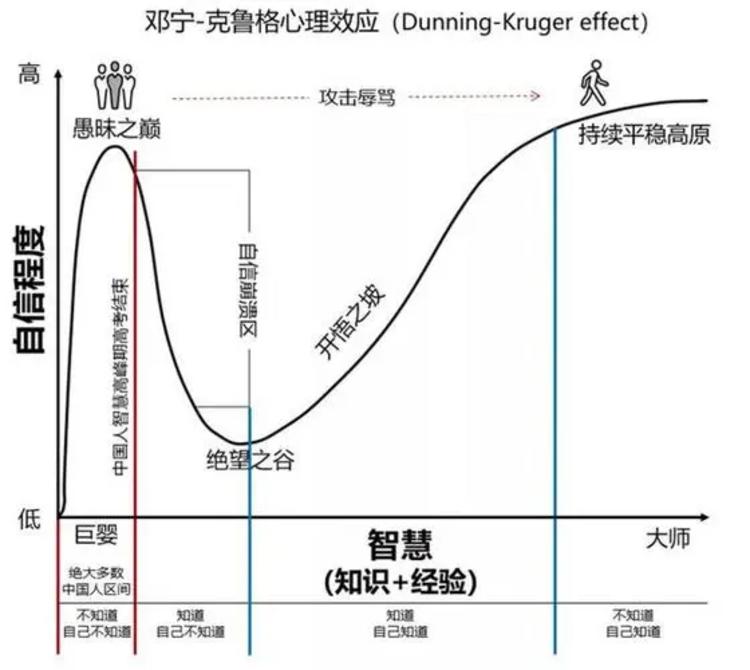 邓宁-克鲁格心理效应（Dunning-Kruger effect）
高
攻击辱骂
愚昧之巅
持续平稳高原
自信程度
中国人智慧高峰期高考结束
自信崩溃区
开悟之坡
绝望之谷
低
巨婴
智慧
(知识+经验)
大师
绝大多数
中国人区间
不知道
自己不知道
知道
自己不知道
知道
自己知道
不知道
自己知道